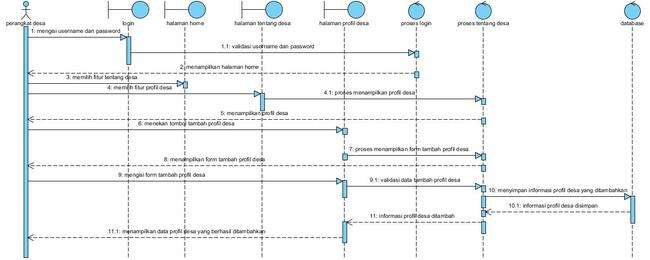 perangkat desa
login
halaman home
halaman tentang desa
halaman profil desa
proses login
proses tentang desa
database
1: mengisi username dan password
1.1: validasi username dan password
2: menampilkan halaman home
3: memilih fitur tentang desa
4: memilih fitur profil desa
4.1: proses menampilkan profil desa
5: menampilkan profil desa
6: menekan tombol tambah profil desa
7: proses menampilkan form tambah profil desa
8: menampilkan form tambah profil desa
9: mengisi form tambah profil desa
9.1: validasi data tambah profil desa
10: menyimpan informasi profil desa yang ditambahkan
10.1: informasi profil desa disimpan
11: informasi profil desa ditambah
11.1: menampilkan data profil desa yang berhasil ditambahkan